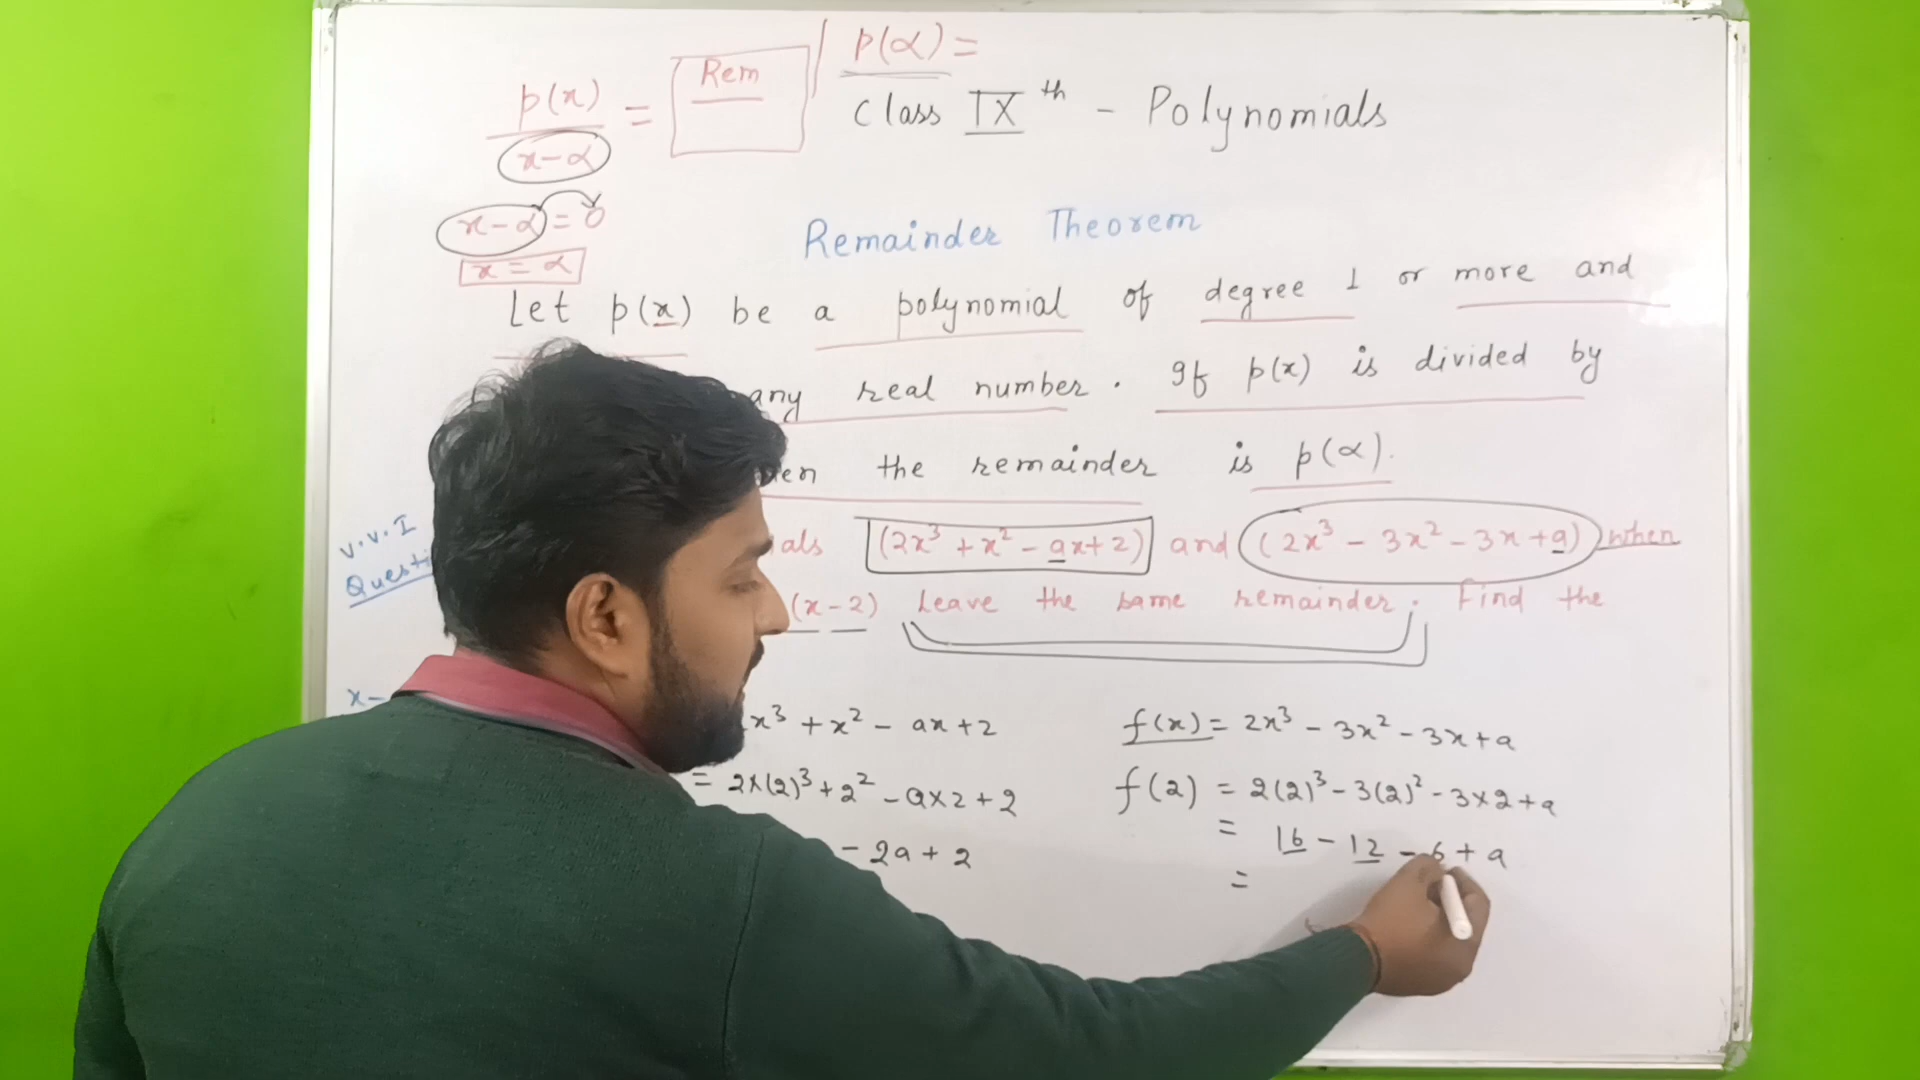 p(x) / x-α = Rem / p(α) =
Class IXth - Polynomials
x-α = 0
x = α
Remainder Theorem
Let p(x) be a polynomial of degree 1 or more and
any real number. If p(x) is divided by
the remainder is p(α).
V.V.I
(2x³ + x² - ax + 2) and (2x³ - 3x² - 3x + a) when
(x-2) leave the same remainder. Find the
x³ + x² - ax + 2
f(x) = 2x³ - 3x² - 3x + a
= 2×(2)³ + 2² - a×2 + 2
f(2) = 2(2)³ - 3(2)² - 3×2 + a
- 2a + 2
= 16 - 12 - 6 + a
=